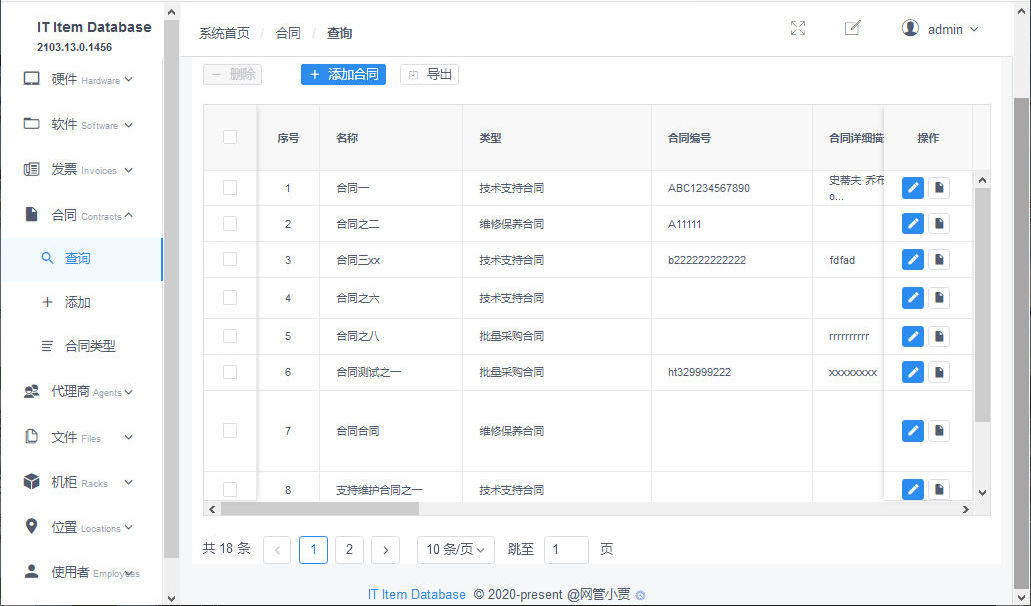 IT Item Database
2103.13.0.1456
硬件 Hardware
软件 Software
发票 Invoices
合同 Contracts
查询
添加
合同类型
代理商 Agents
文件 Files
机柜 Racks
位置 Locations
使用者 Employees
系统首页 / 合同 / 查询
admin
删除 添加合同 导出
序号 名称 类型 合同编号 合同详细描 操作
1 合同一 技术支持合同 ABC1234567890 史蒂夫·乔布
o...
2 合同之二 维修保养合同 A11111
3 合同三xx 技术支持合同 b222222222222 fdfad
4 合同之六 技术支持合同
5 合同之八 批量采购合同 rrrrrrrrrr
6 合同测试之一 批量采购合同 ht329999222 xxxxxxxx
7 合同合同 维修保养合同
8 支持维护合同之一 技术支持合同
共 18 条 1 2 10 条/页 跳至 1 页
IT Item Database © 2020-present @网管小贾